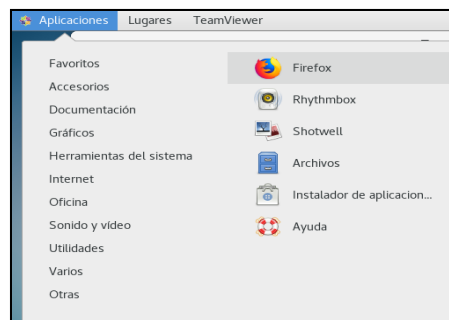 Aplicaciones Lugares TeamViewer
Favoritos
Accesorios
Documentación
Gráficos
Herramientas del sistema
Internet
Oficina
Sonido y vídeo
Utilidades
Varios
Otras
Firefox
Rhythmbox
Shotwell
Archivos
Instalador de aplicacion...
Ayuda